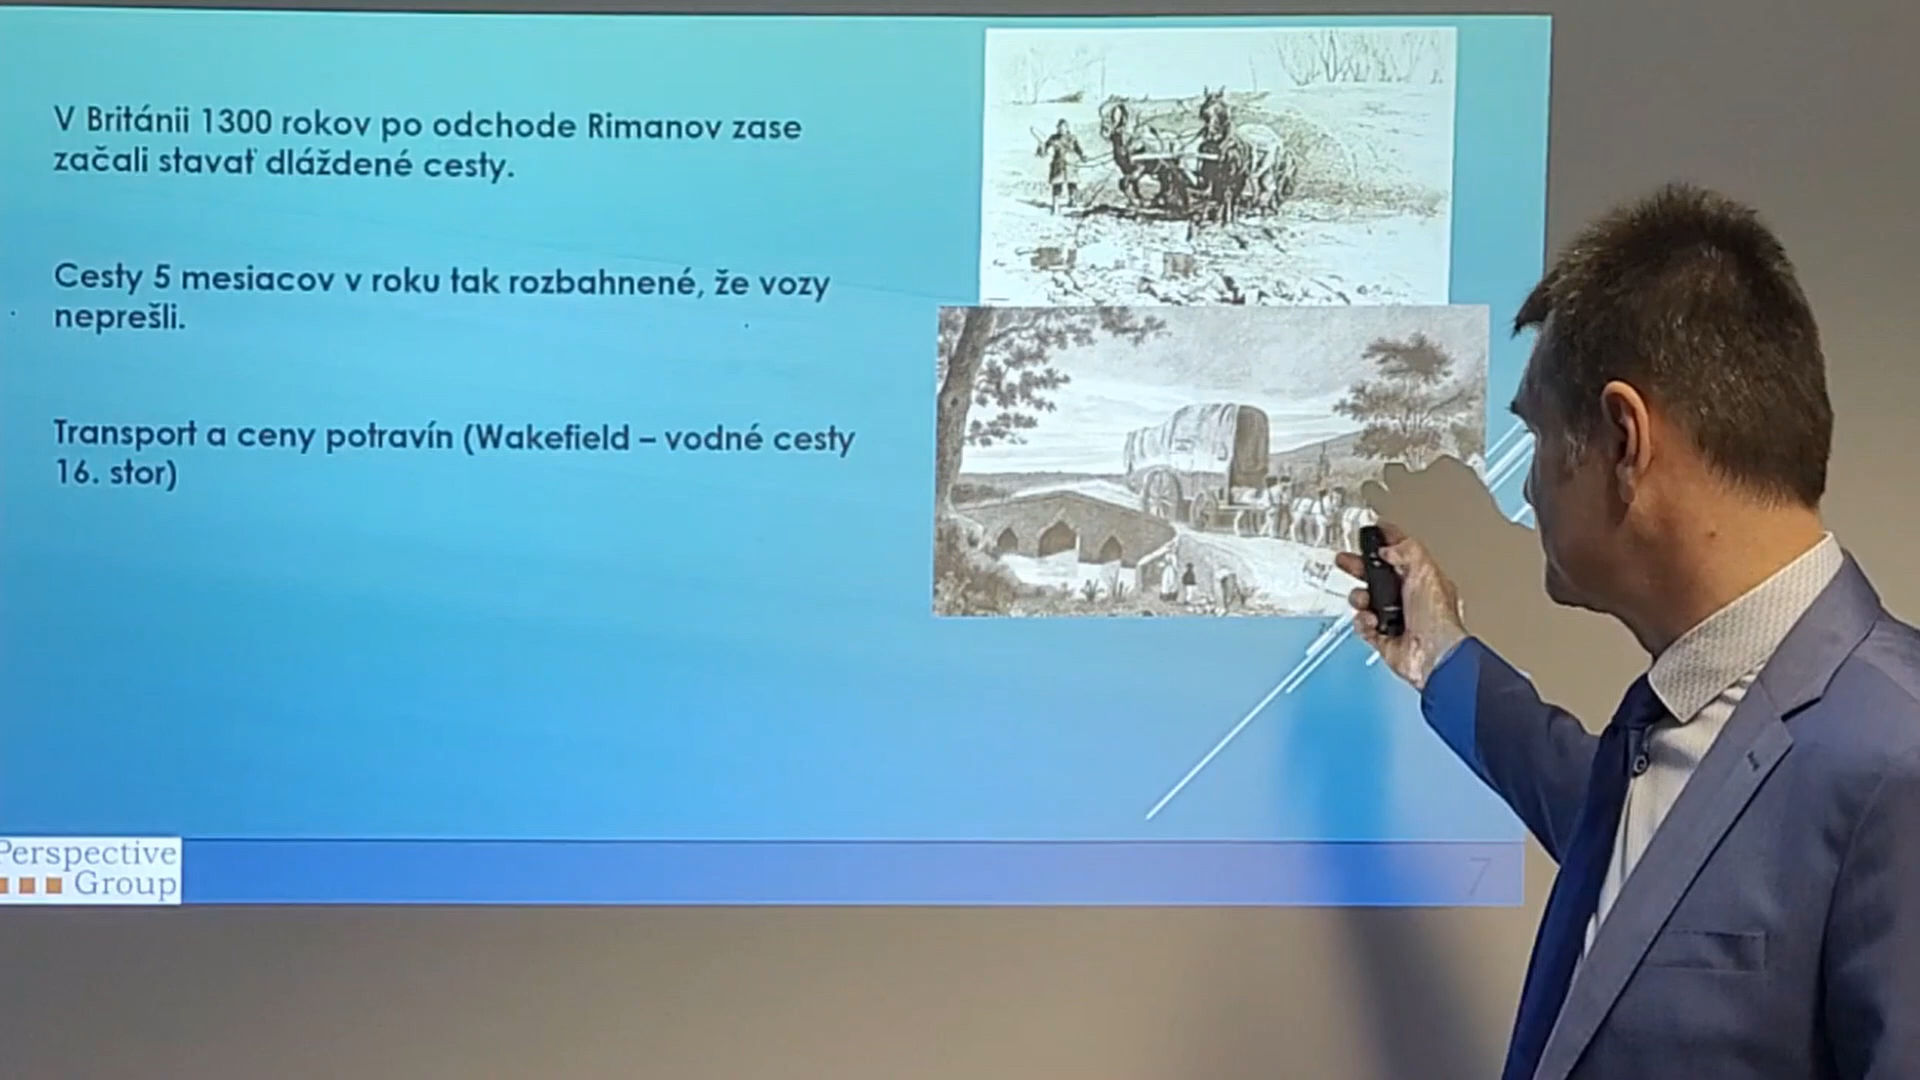 V Británii 1300 rokov po odchode Rimanov zase
začali stavať dláždené cesty.
Cesty 5 mesiacov v roku tak rozbahnené, že vozy
neprešli.
Transport a ceny potravín (Wakefield – vodné cesty
16. stor)
Perspective
Group
7